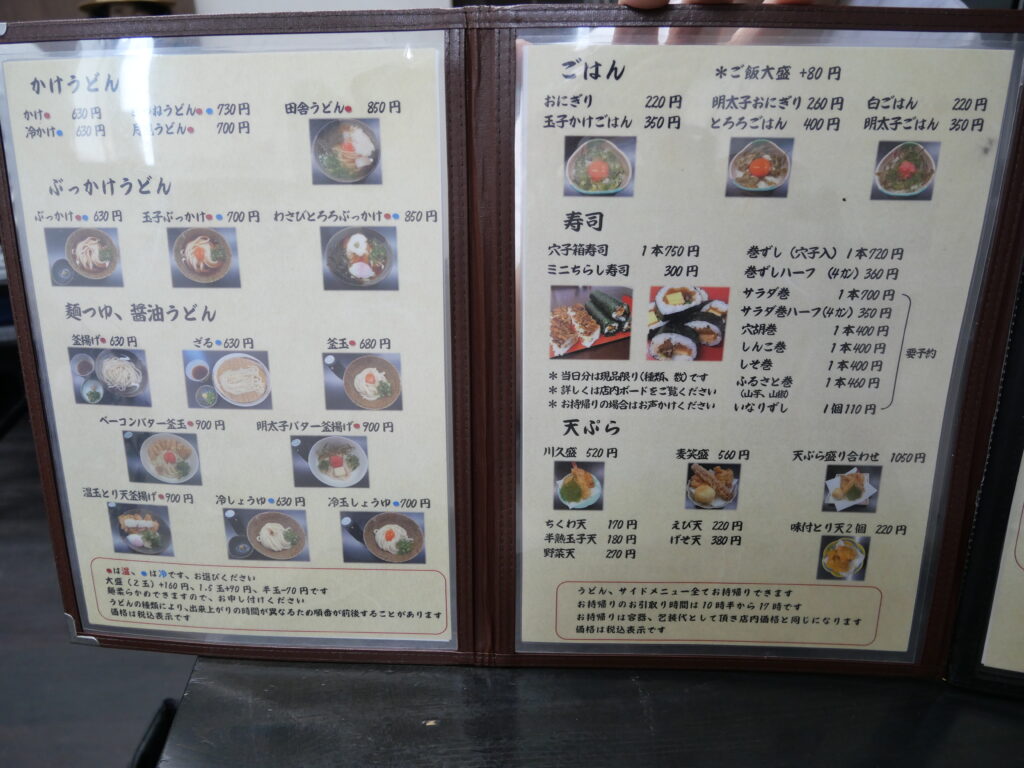 かけうどん
かけ● 630円
ねうどん●● 730円
田舎うどん● 850円
冷かけ● 630円
うどん● 700円
ぶっかけうどん
ぶっかけ●● 630円
玉子ぶっかけ●● 700円
わさびとろろぶっかけ●● 850円
麺つゆ、醤油うどん
釜揚げ● 630円
ざる● 630円
釜玉● 680円
ベーコンバター釜玉● 900円
明太子バター釜揚げ● 900円
温玉とり天釜揚げ● 900円
冷しょうゆ● 630円
冷玉しょうゆ● 700円
●は温、●は冷です、お選びください
大盛(2玉)+160円、1.5玉+90円、半玉-70円です
麺柔らかめできますので、お申し付けください
うどんの種類により、出来上がりの時間が異なるため順番が前後することがあります
価格は税込表示です
ごはん
*ご飯大盛 +80円
おにぎり 220円
明太子おにぎり 260円
白ごはん 220円
玉子かけごはん 350円
とろろごはん 400円
明太子ごはん 350円
寿司
穴子箱寿司 1本750円
巻ずし(穴子入) 1本720円
ミニちらし寿司 300円
巻ずしハーフ (4カン) 360円
サラダ巻 1本700円
サラダ巻ハーフ(4カン) 350円
穴胡巻 1本400円
しんこ巻 1本400円
しそ巻 1本400円
ふるさと巻 1本460円
(山芋、山椒)
いなりずし 1個110円
要予約
*当日分は現品限り(種類、数)です
*詳しくは店内ボードをご覧ください
*お持帰りの場合はお声かけください
天ぷら
川久盛 520円
麦笑盛 560円
天ぷら盛り合わせ 1050円
ちくわ天 170円
えび天 220円
味付とり天2個 220円
半熟玉子天 180円
げそ天 380円
野菜天 270円
うどん、サイドメニュー全てお持帰りできます
お持帰りのお引取り時間は10時半から17時です
お持帰りは容器、包装代として頂き店内価格と同じになります
価格は税込表示です